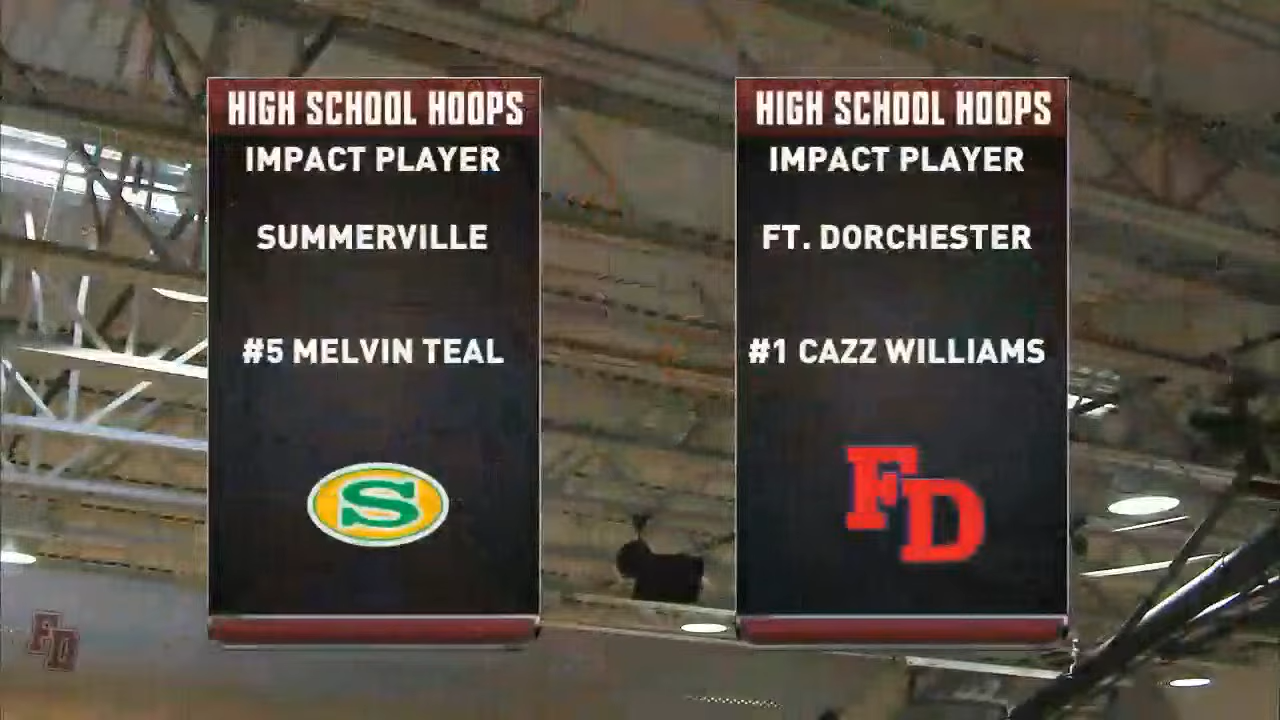 HIGH SCHOOL HOOPS
IMPACT PLAYER
SUMMERVILLE
#5 MELVIN TEAL
S
HIGH SCHOOL HOOPS
IMPACT PLAYER
FT. DORCHESTER
#1 CAZZ WILLIAMS
FD
FD